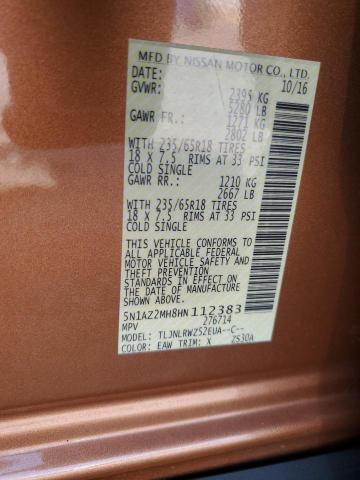 MFD BY NISSAN MOTOR CO., LTD.
DATE: 10/16
GVWR: 2395 KG
5280 LB
GAWR FR.: 1271 KG
2802 LB
WITH 235/65R18 TIRES
18 X 7.5 RIMS AT 33 PSI
COLD SINGLE
GAWR RR.: 1210 KG
2667 LB
WITH 235/65R18 TIRES
18 X 7.5 RIMS AT 33 PSI
COLD SINGLE
THIS VEHICLE CONFORMS TO
ALL APPLICABLE FEDERAL
MOTOR VEHICLE SAFETY AND
THEFT PREVENTION
STANDARDS IN EFFECT ON THE
DATE OF MANUFACTURE
SHOWN ABOVE.
5N1AZ2MH8HN112383
MPV 276714
MODEL: TLJNLRWZ52EUA--C--
COLOR: EAW TRIM: X Z530A